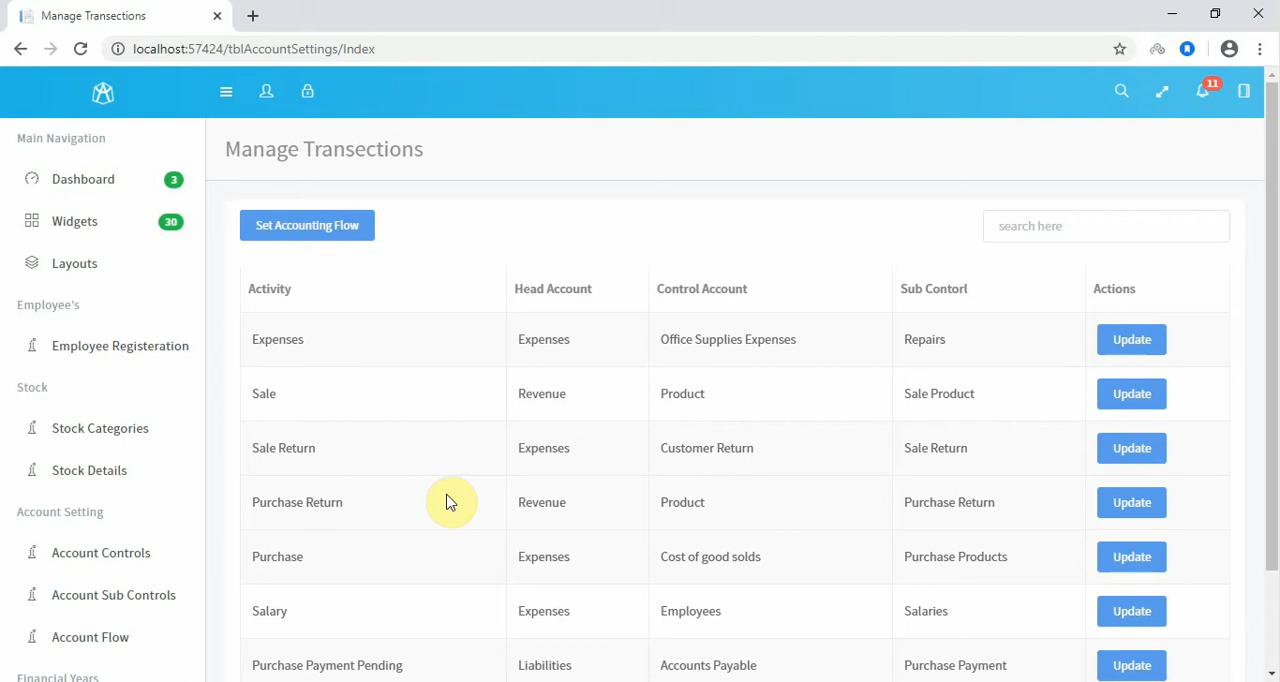 Manage Transactions
localhost:57424/tblAccountSettings/Index
11
Main Navigation
Dashboard 3
Widgets 30
Layouts
Employee's
Employee Registeration
Stock
Stock Categories
Stock Details
Account Setting
Account Controls
Account Sub Controls
Account Flow
Financial Years
Manage Transections
Set Accounting Flow search here
Activity Head Account Control Account Sub Contorl Actions
Expenses Expenses Office Supplies Expenses Repairs Update
Sale Revenue Product Sale Product Update
Sale Return Expenses Customer Return Sale Return Update
Purchase Return Revenue Product Purchase Return Update
Purchase Expenses Cost of good solds Purchase Products Update
Salary Expenses Employees Salaries Update
Purchase Payment Pending Liabilities Accounts Payable Purchase Payment Update